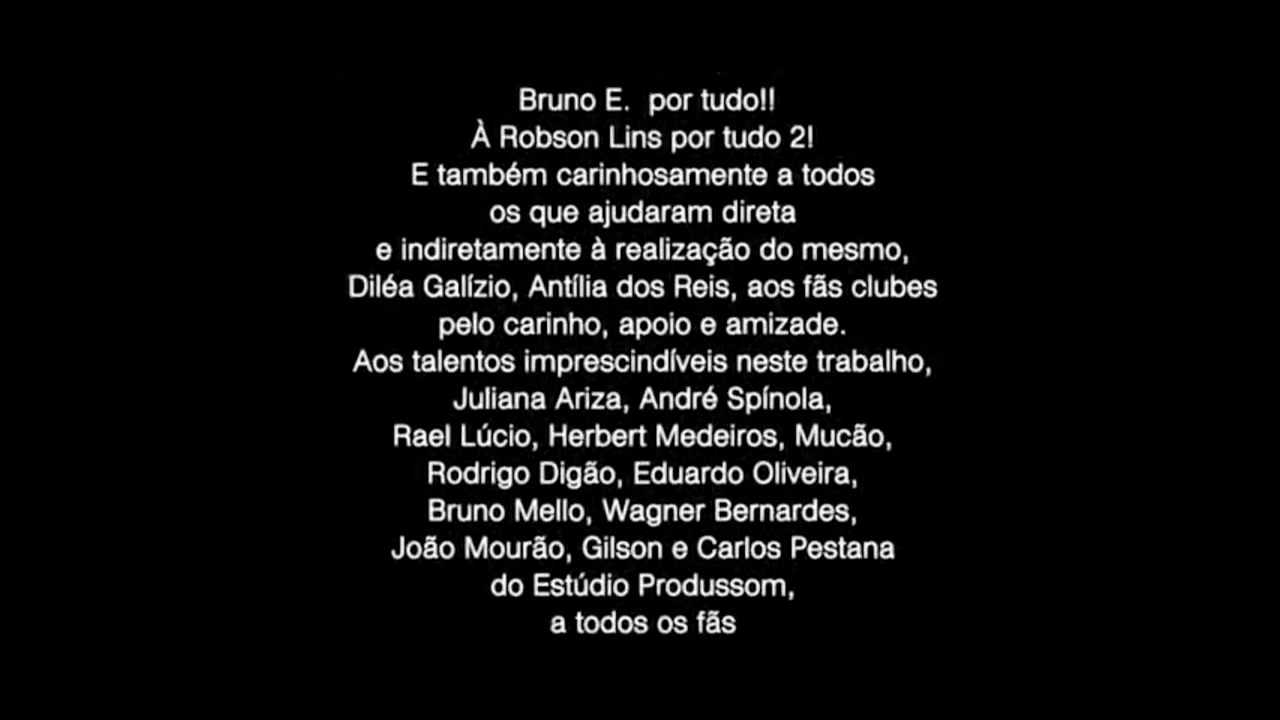 Bruno E.  por tudo!!
À Robson Lins por tudo 2!
E também carinhosamente a todos
os que ajudaram direta
e indiretamente à realização do mesmo,
Diléa Galízio, Antília dos Reis, aos fãs clubes
pelo carinho, apoio e amizade.
Aos talentos imprescindíveis neste trabalho,
Juliana Ariza, André Spínola,
Rael Lúcio, Herbert Medeiros, Mucão,
Rodrigo Digão, Eduardo Oliveira,
Bruno Mello, Wagner Bernardes,
João Mourão, Gilson e Carlos Pestana
do Estúdio Produssom,
a todos os fãs